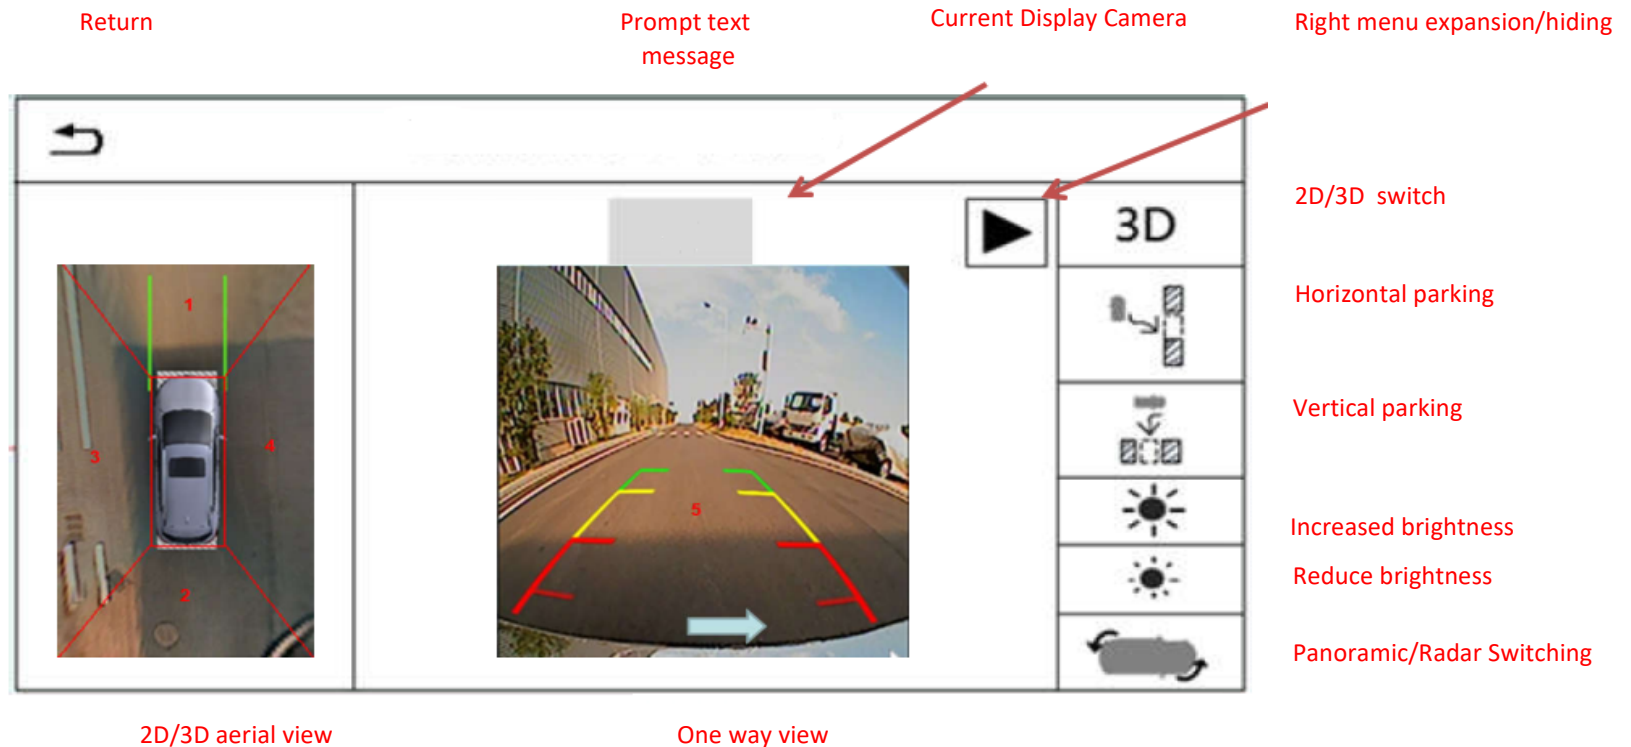 Return
Prompt text
message
Current Display Camera
Right menu expansion/hiding
2D/3D switch
3D
Horizontal parking
Vertical parking
Increased brightness
Reduce brightness
Panoramic/Radar Switching
1
3
4
2
5
2D/3D aerial view
One way view